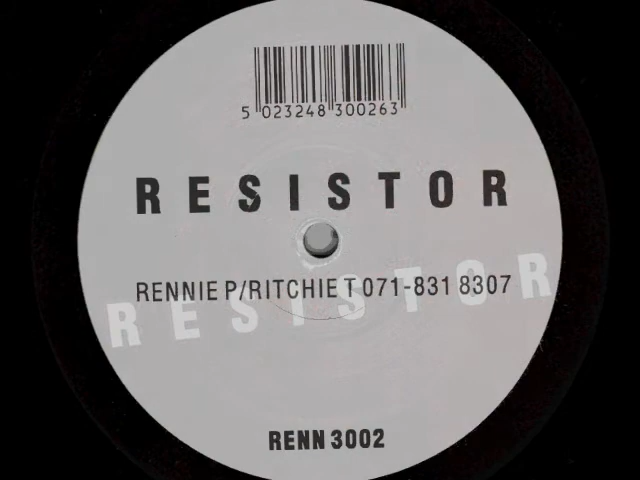 5 023248 300263
RESISTOR
RENNIE P/RITCHIE T 071-831 8307
RESISTOR
RENN 3002